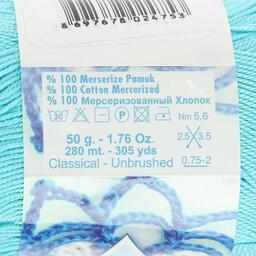 8 697678 024753
% 100 Merserize Pamuk
% 100 Cotton Mercerized
% 100 Мерсеризованный Хлопок
30 P Nm 5.6
50 g. - 1.76 Oz. 2.5 3.5
280 mt. - 305 yds
Classical - Unbrushed 0.75-2